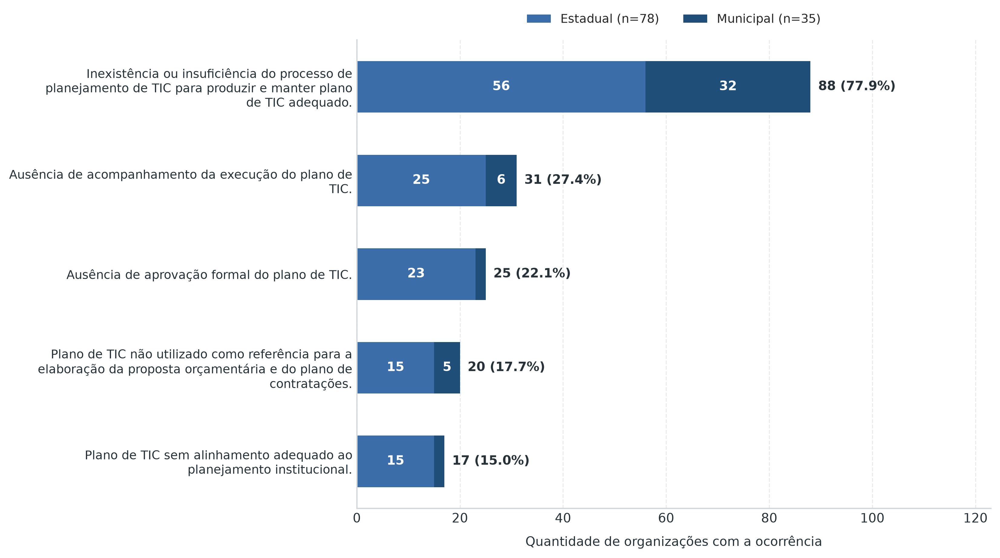 Estadual (n=78)
Municipal (n=35)
Inexistência ou insuficiência do processo de
planejamento de TIC para produzir e manter plano
de TIC adequado.
56
32
88 (77.9%)
Ausência de acompanhamento da execução do plano de
TIC.
25
6
31 (27.4%)
Ausência de aprovação formal do plano de TIC.
23
25 (22.1%)
Plano de TIC não utilizado como referência para a
elaboração da proposta orçamentária e do plano de
contratações.
15
5
20 (17.7%)
Plano de TIC sem alinhamento adequado ao
planejamento institucional.
15
17 (15.0%)
0
20
40
60
80
100
120
Quantidade de organizações com a ocorrência